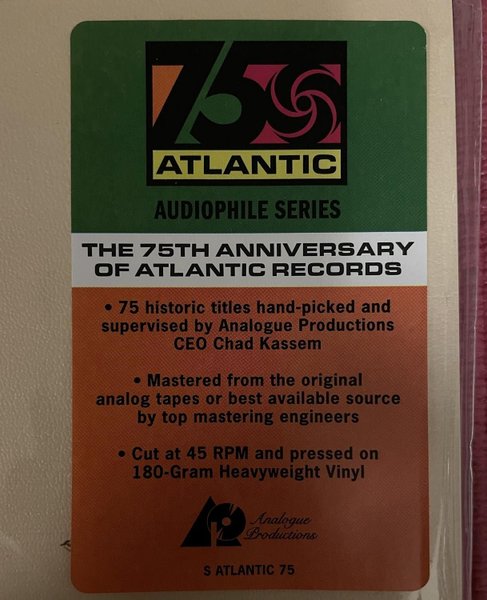 75
ATLANTIC
AUDIOPHILE SERIES
THE 75TH ANNIVERSARY
OF ATLANTIC RECORDS
• 75 historic titles hand-picked and
supervised by Analogue Productions
CEO Chad Kassem
• Mastered from the original
analog tapes or best available source
by top mastering engineers
• Cut at 45 RPM and pressed on
180-Gram Heavyweight Vinyl
AP Analogue
Productions
S ATLANTIC 75